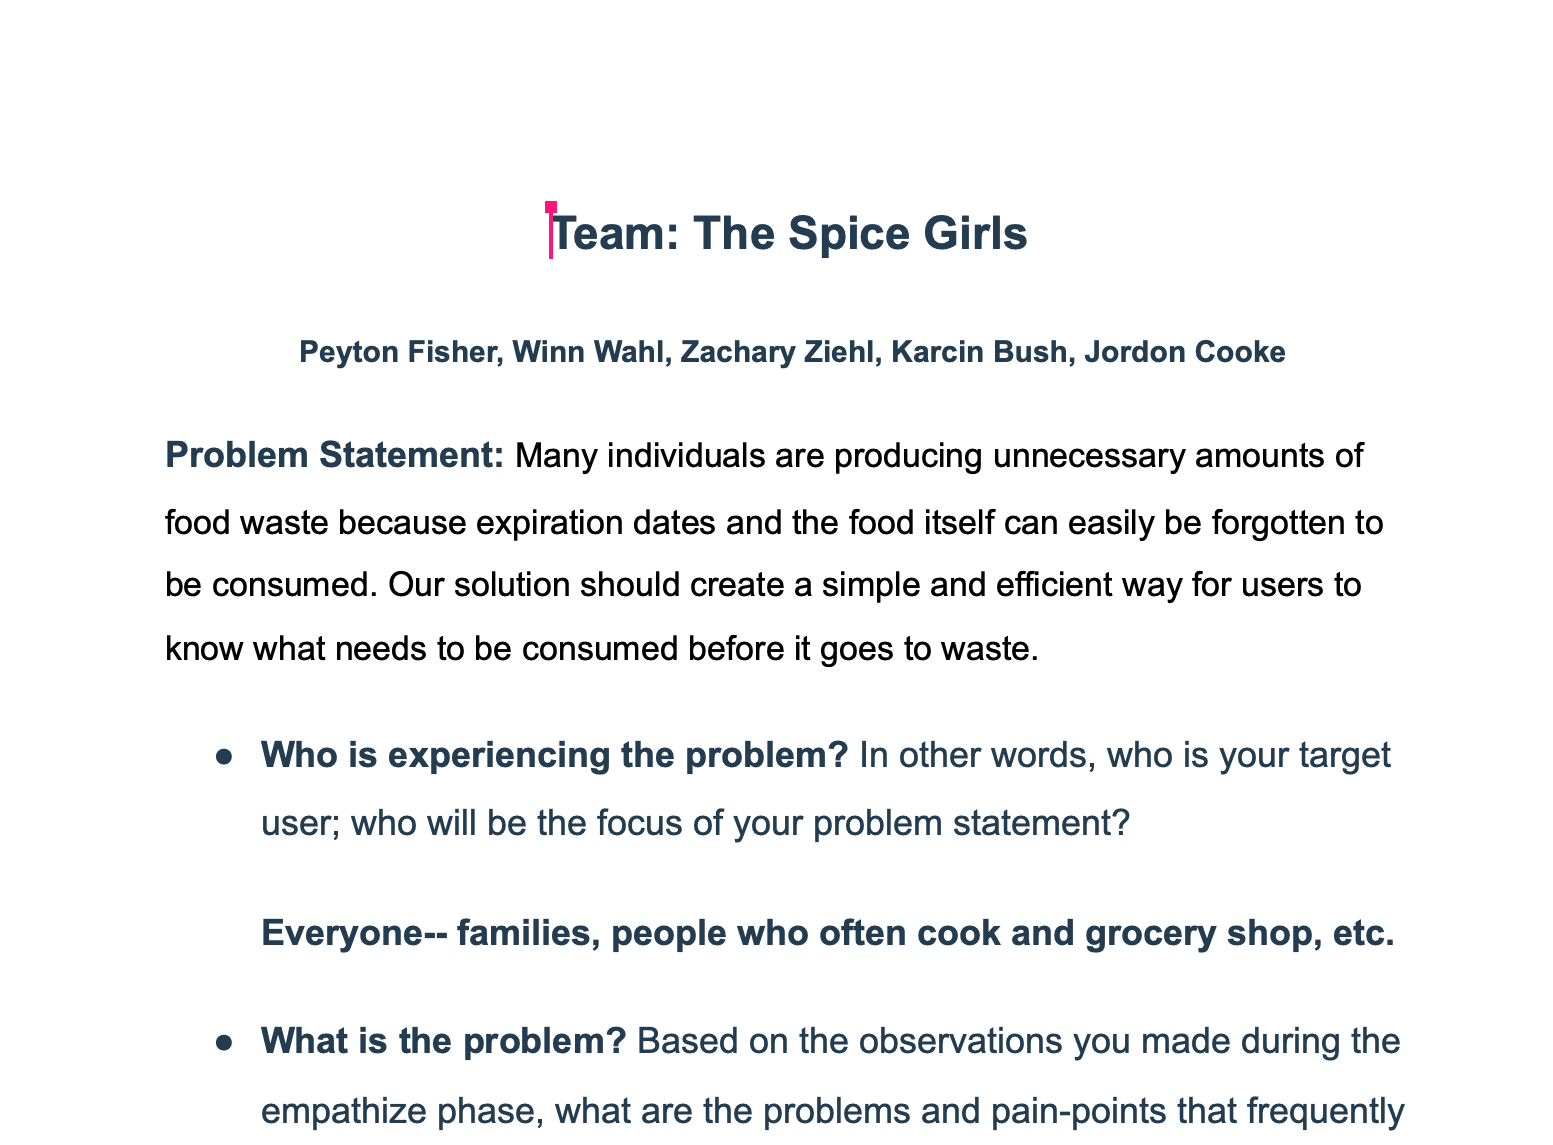 Team: The Spice Girls
Peyton Fisher, Winn Wahl, Zachary Ziehl, Karcin Bush, Jordon Cooke
Problem Statement: Many individuals are producing unnecessary amounts of
food waste because expiration dates and the food itself can easily be forgotten to
be consumed. Our solution should create a simple and efficient way for users to
know what needs to be consumed before it goes to waste.
● Who is experiencing the problem? In other words, who is your target
user; who will be the focus of your problem statement?
Everyone-- families, people who often cook and grocery shop, etc.
● What is the problem? Based on the observations you made during the
empathize phase, what are the problems and pain-points that frequently